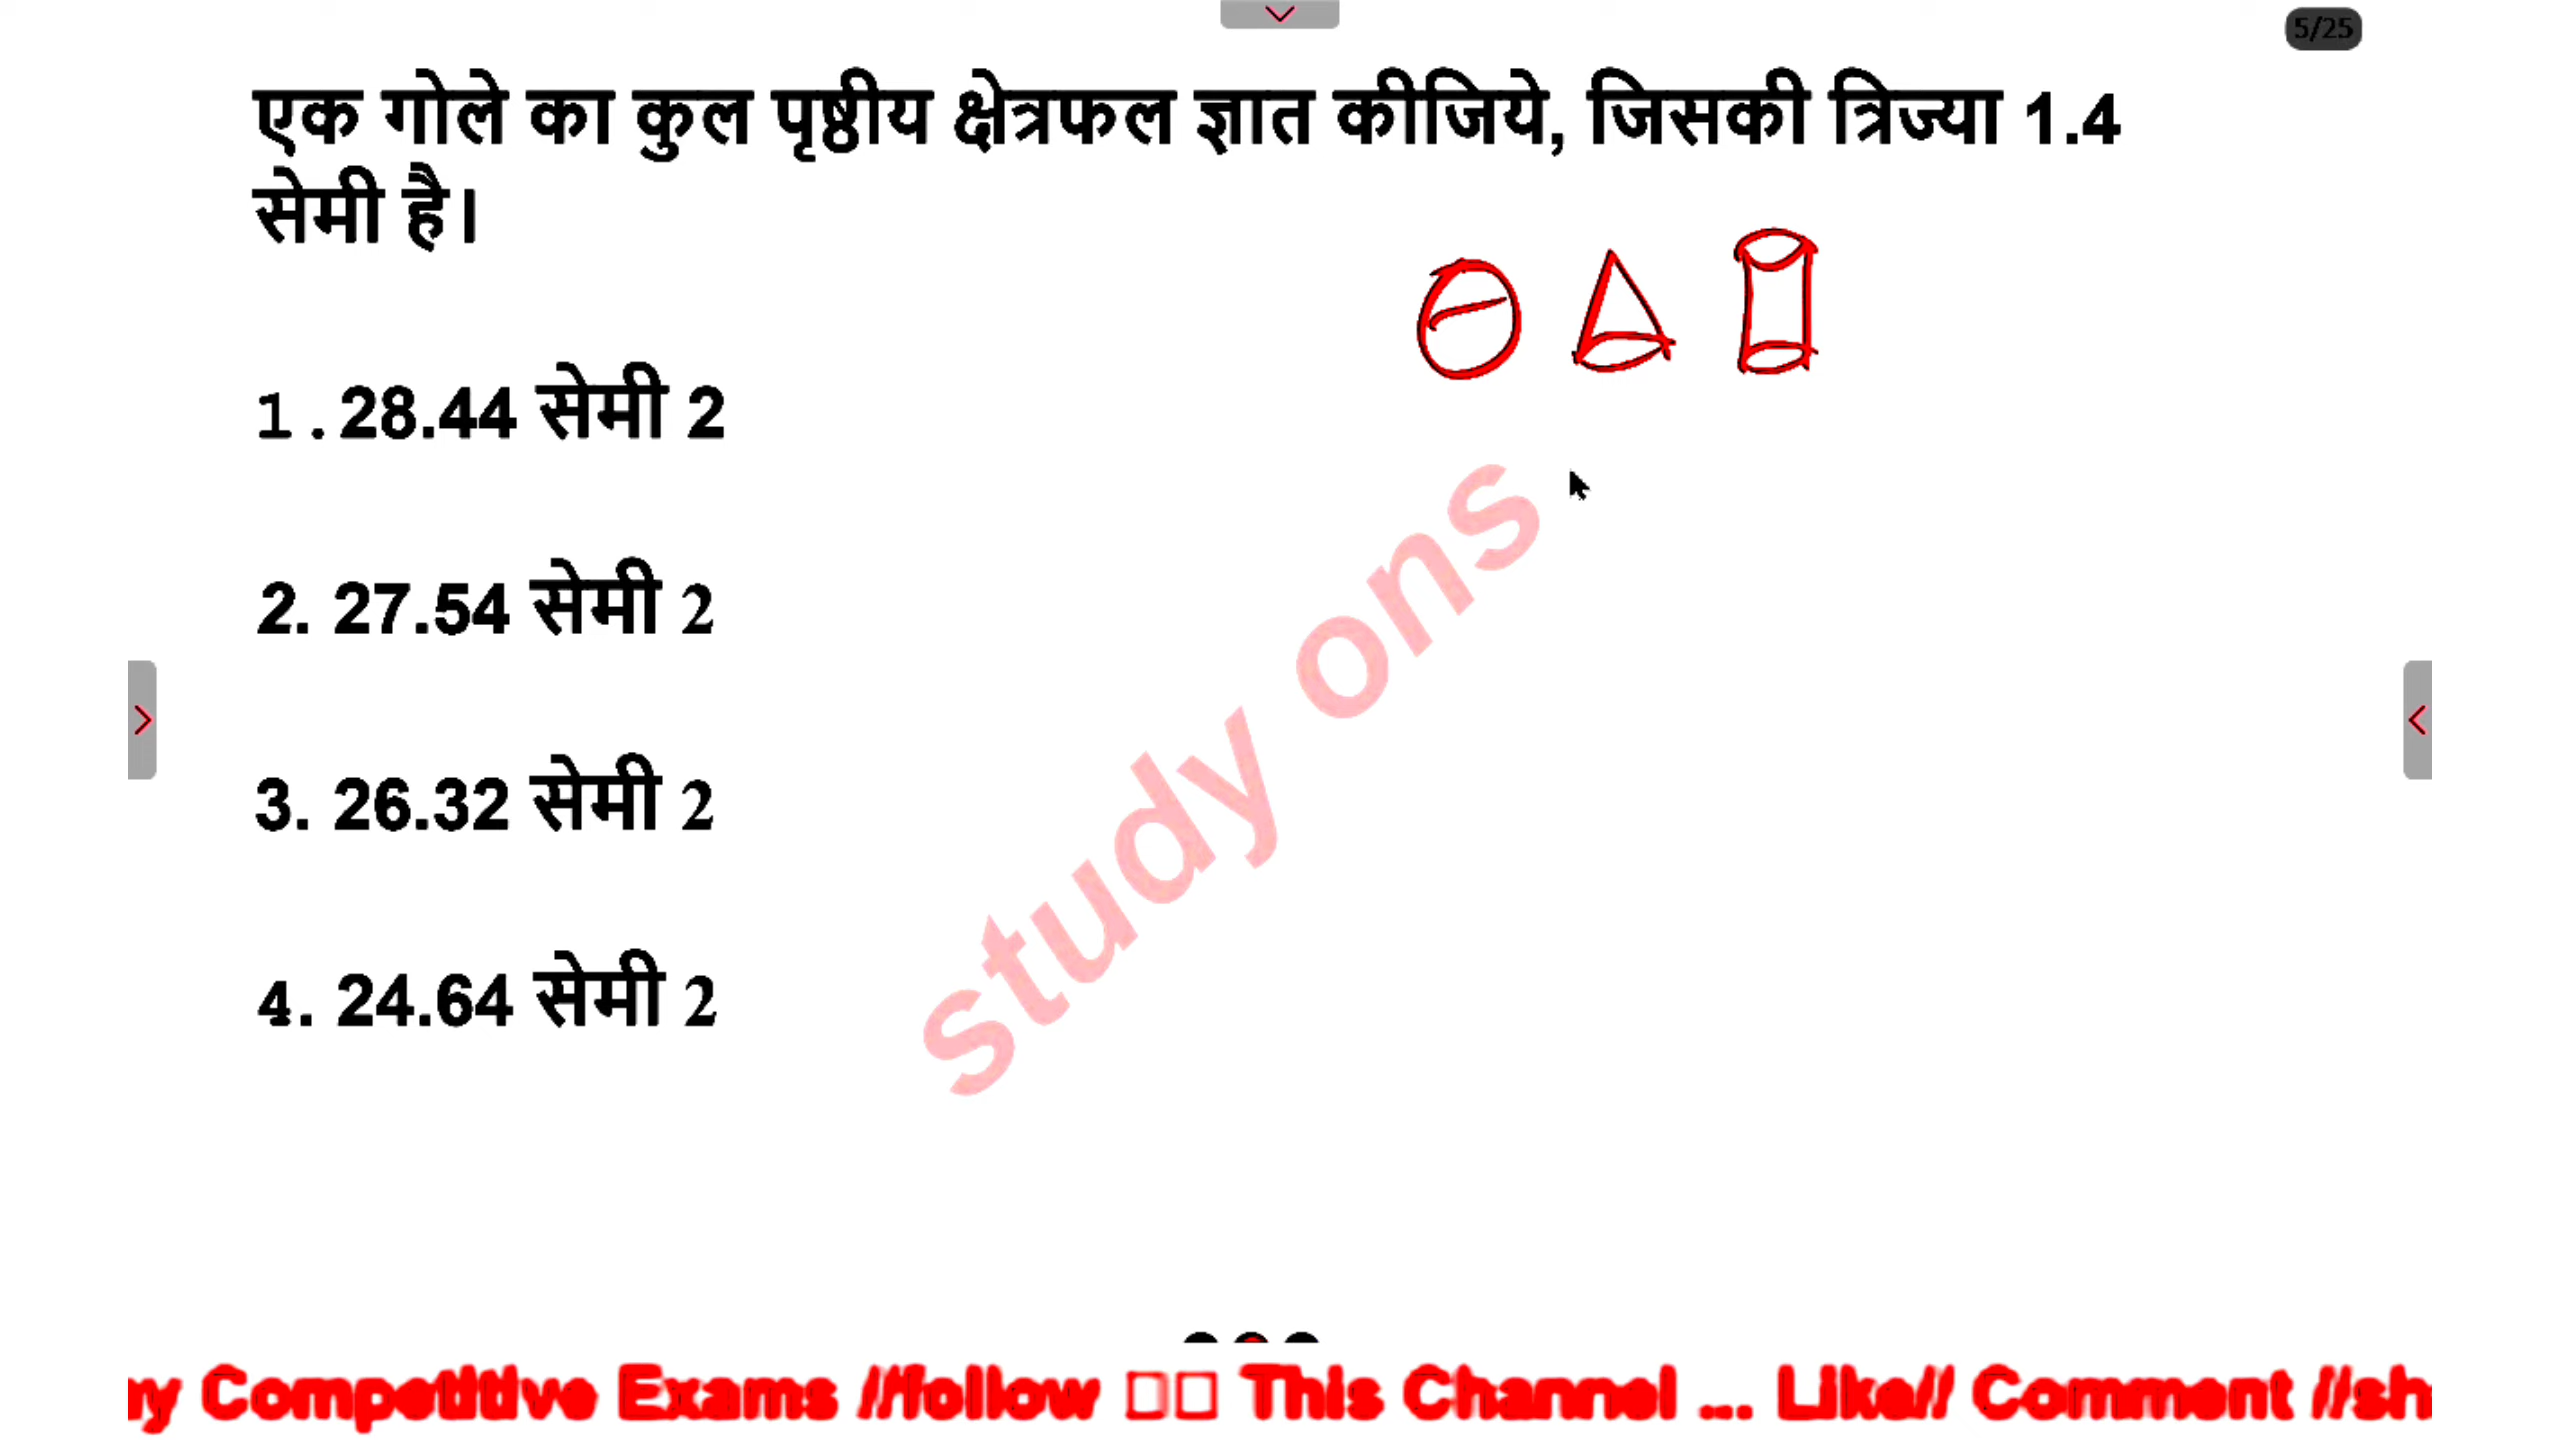 5/25
एक गोले का कुल पृष्ठीय क्षेत्रफल ज्ञात कीजिये, जिसकी त्रिज्या 1.4
सेमी है।
1. 28.44 सेमी 2
2. 27.54 सेमी 2
3. 26.32 सेमी 2
4. 24.64 सेमी 2
study ons
Competitive Exams //follow □□ This Channel ... Like// Comment //sh